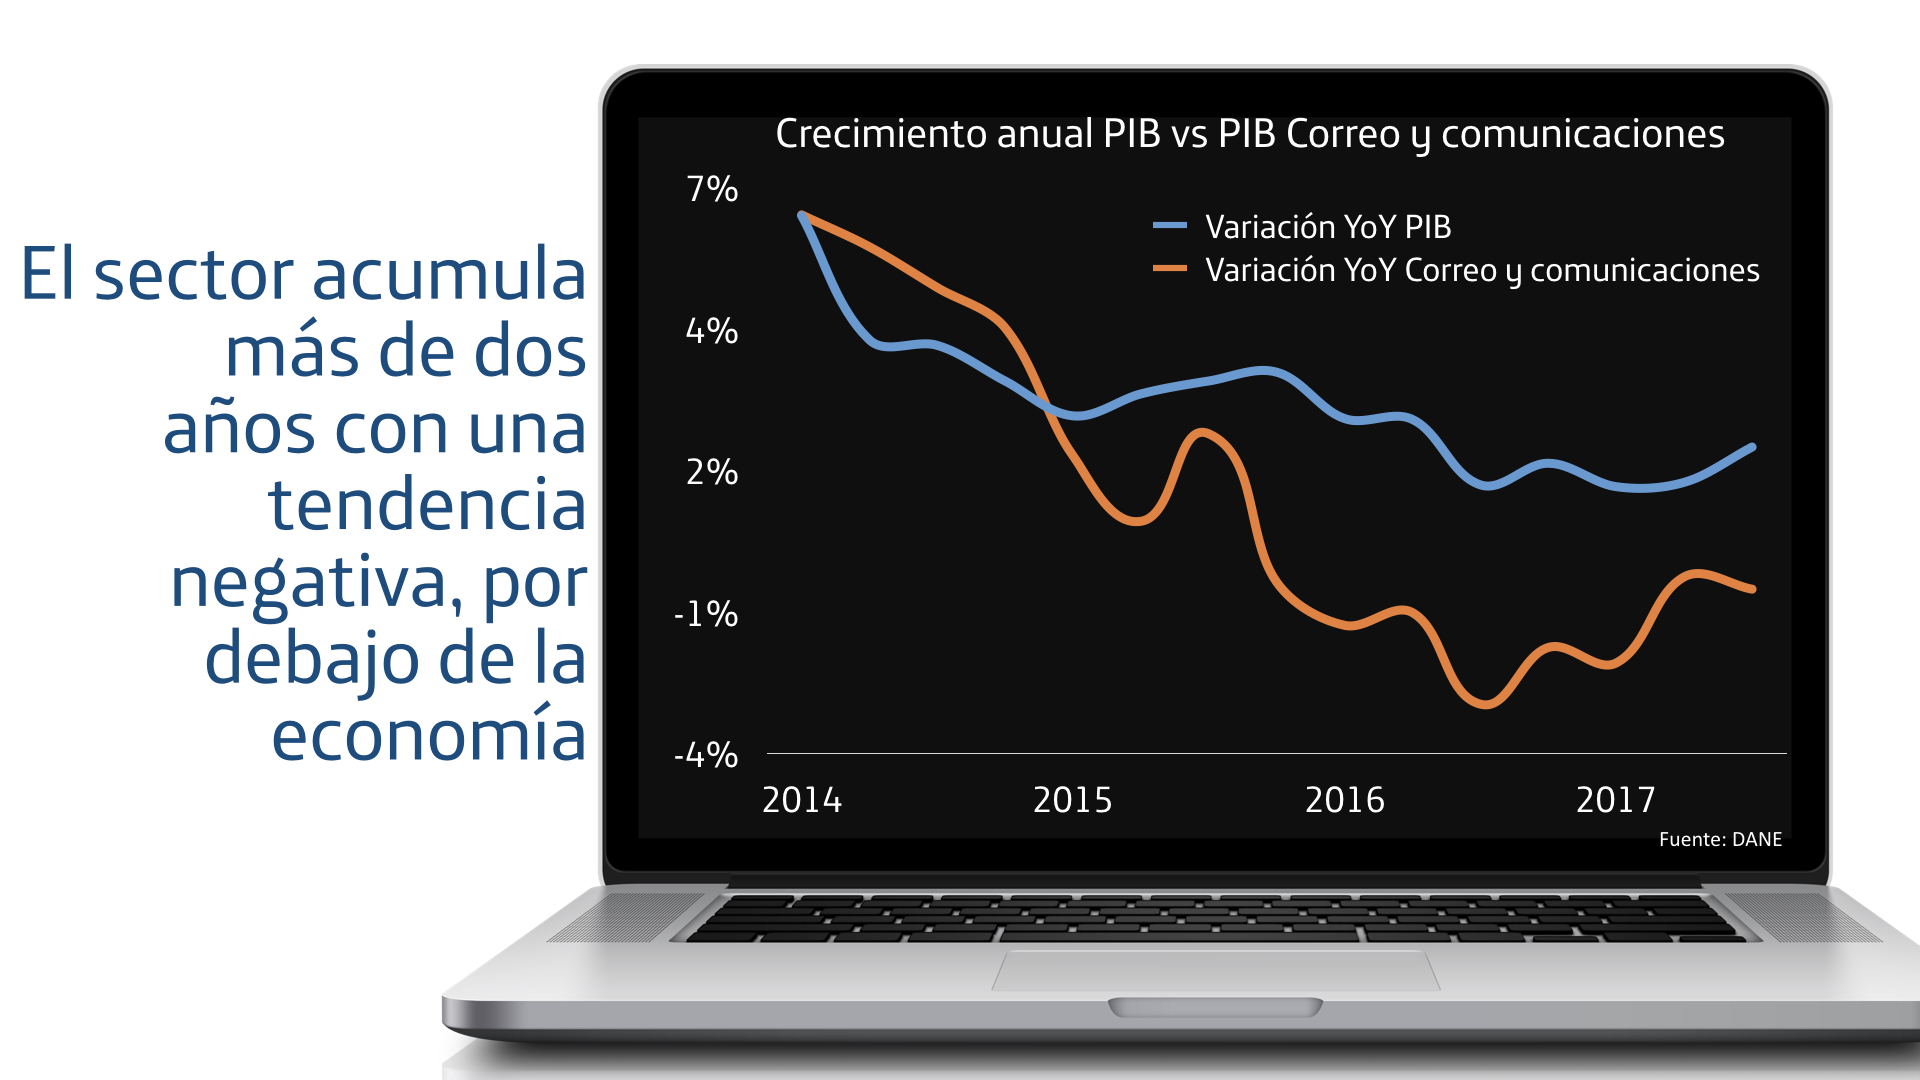 El sector acumula
más de dos
años con una
tendencia
negativa, por
debajo de la
economía
Crecimiento anual PIB vs PIB Correo y comunicaciones
7%
4%
2%
-1%
-4%
Variación YoY PIB
Variación YoY Correo y comunicaciones
2014
2015
2016
2017
Fuente: DANE